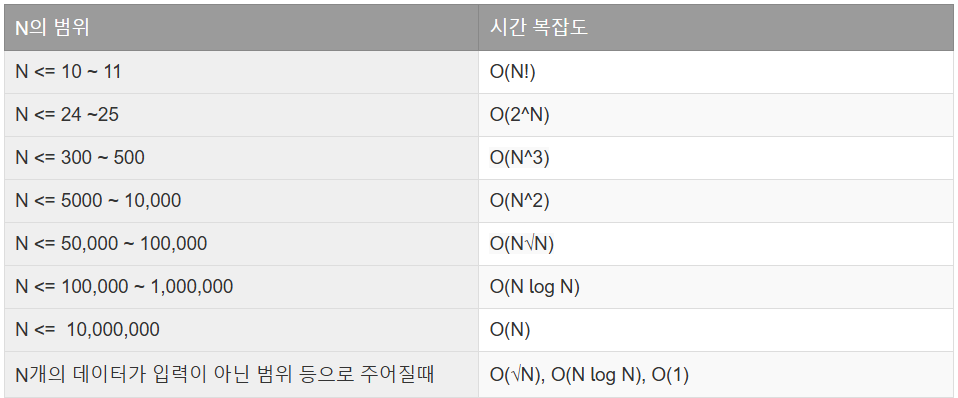 N의 범위
시간 복잡도
N <= 10 ~ 11
O(N!)
N <= 24 ~25
O(2^N)
N <= 300 ~ 500
O(N^3)
N <= 5000 ~ 10,000
O(N^2)
N <= 50,000 ~ 100,000
O(N√N)
N <= 100,000 ~ 1,000,000
O(N log N)
N <=  10,000,000
O(N)
N개의 데이터가 입력이 아닌 범위 등으로 주어질때
O(√N), O(N log N), O(1)